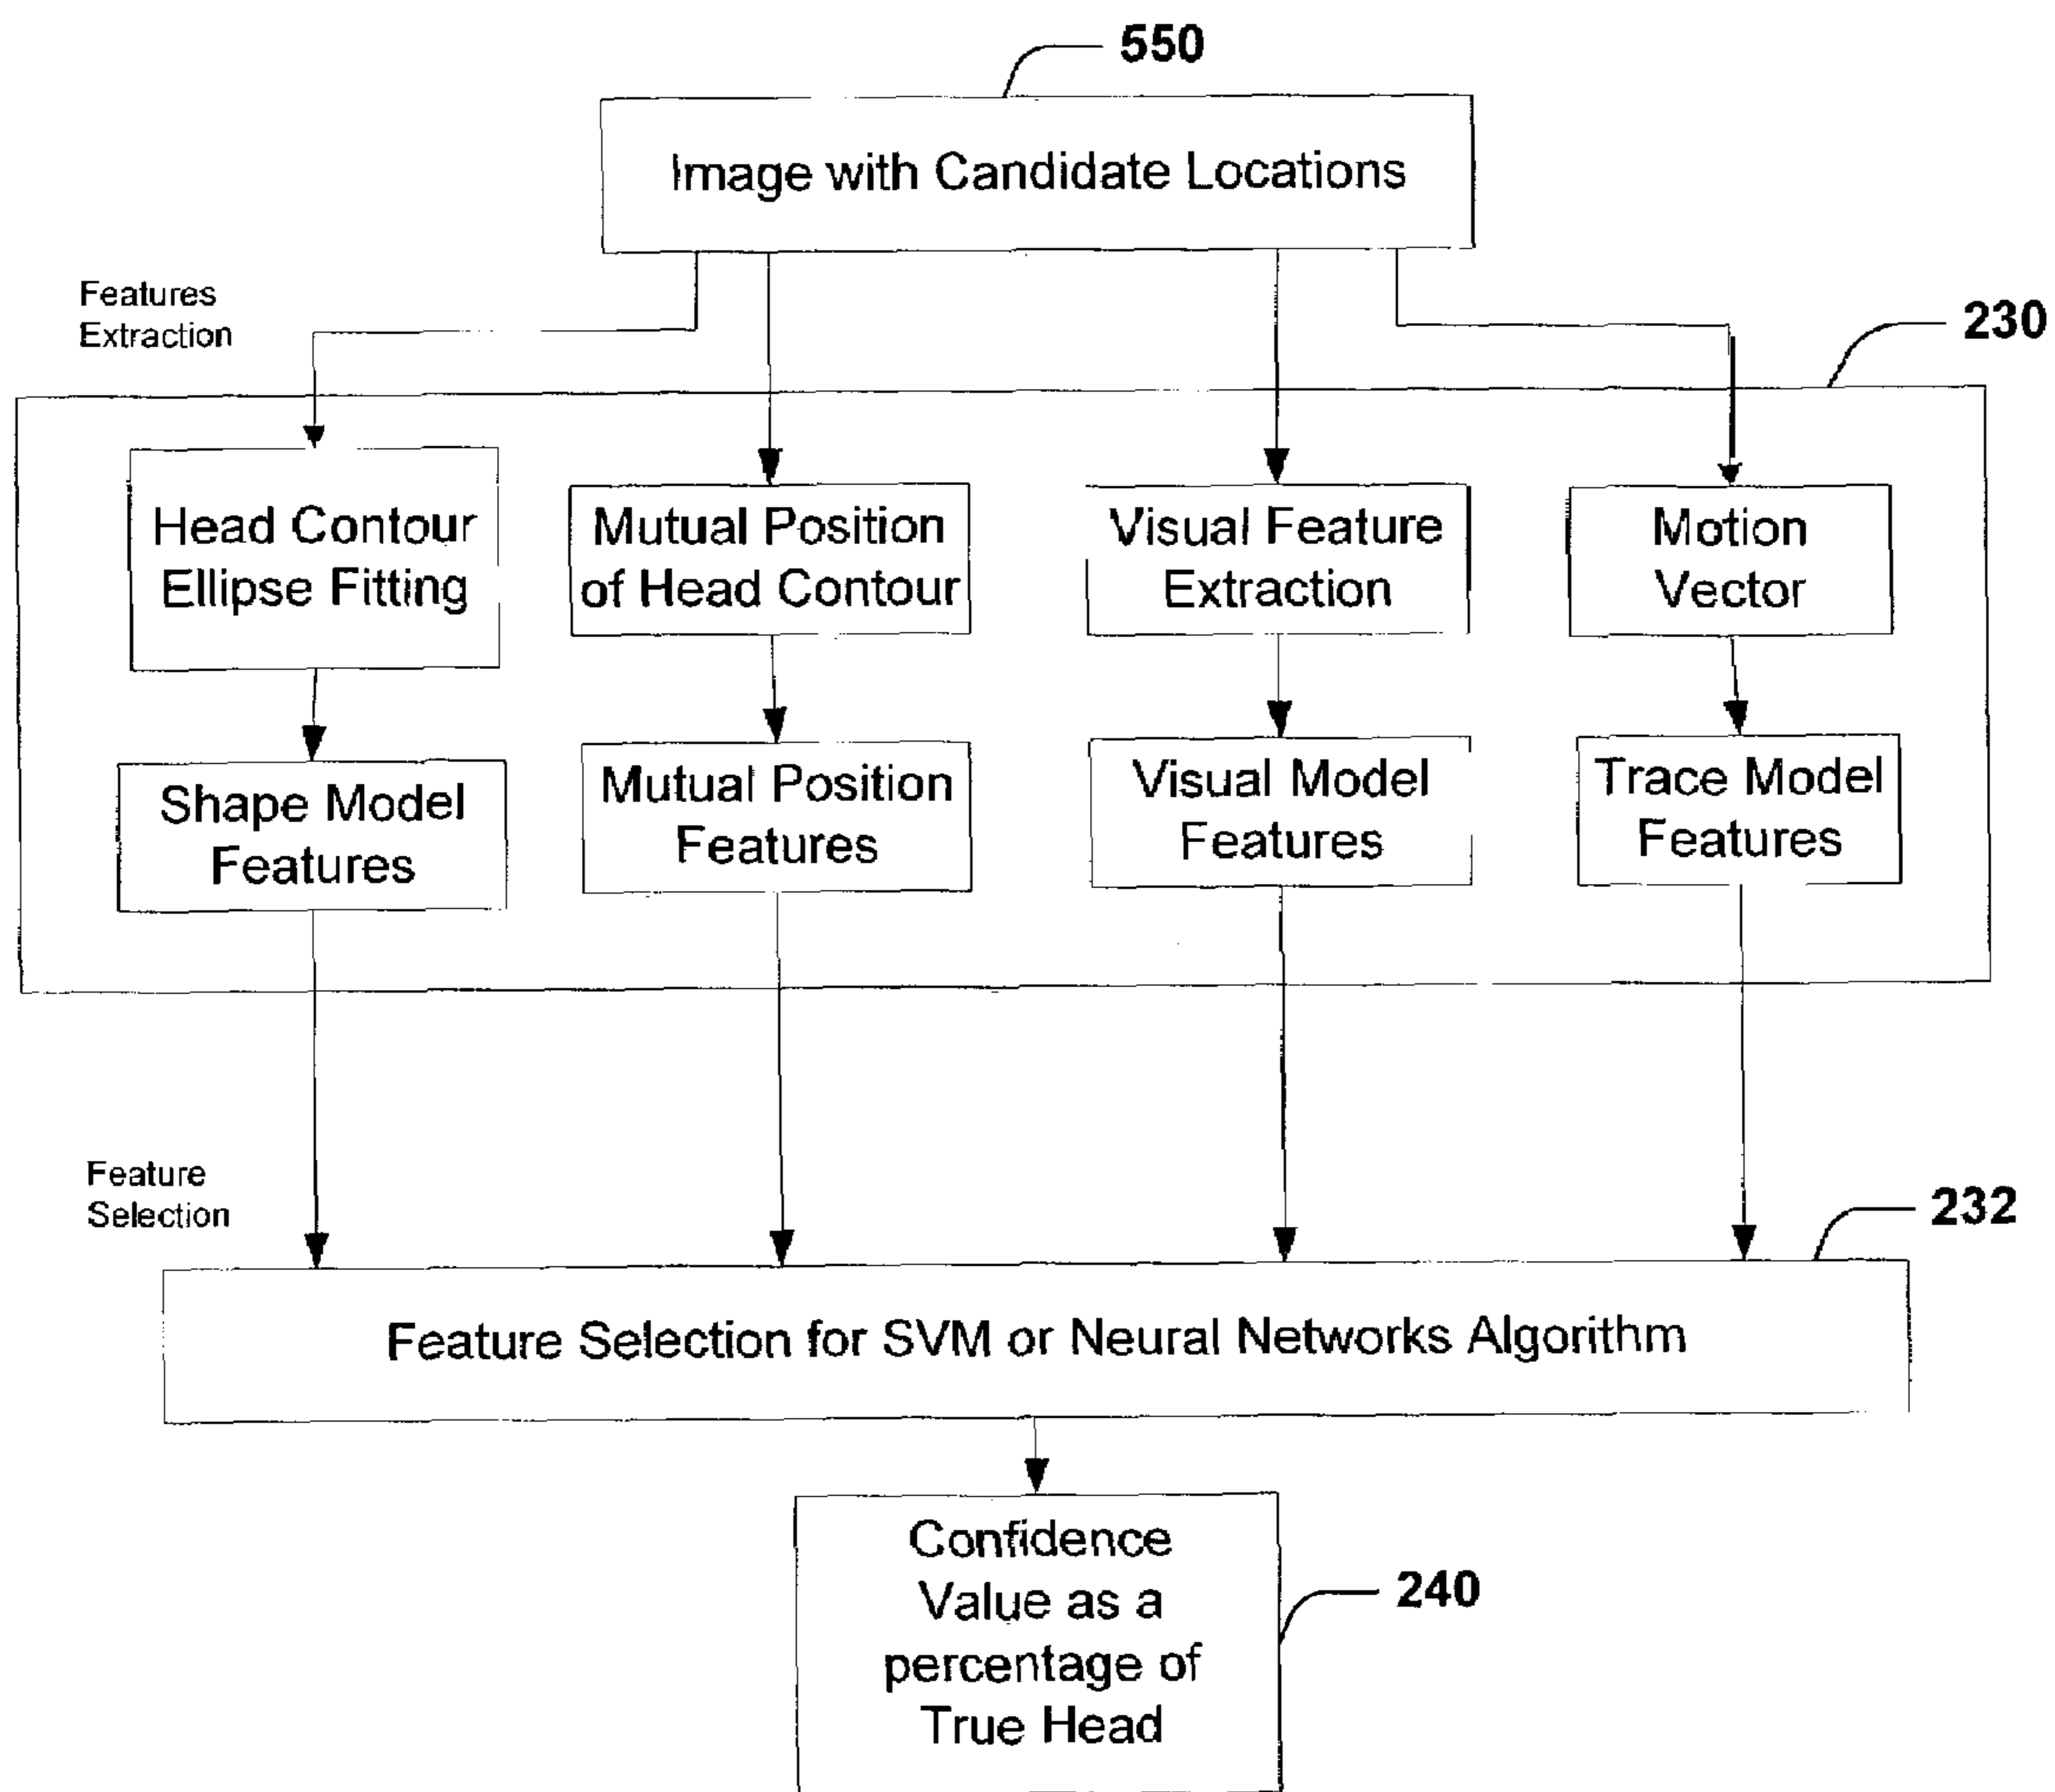 550
Image with Candidate Locations
Features
Extraction
230
Head Contour
Ellipse Fitting
Mutual Position
of Head Contour
Visual Feature
Extraction
Motion
Vector
Shape Model
Features
Mutual Position
Features
Visual Model
Features
Trace Model
Features
Feature
Selection
232
Feature Selection for SVM or Neural Networks Algorithm
Confidence
Value as a
percentage of
True Head
240